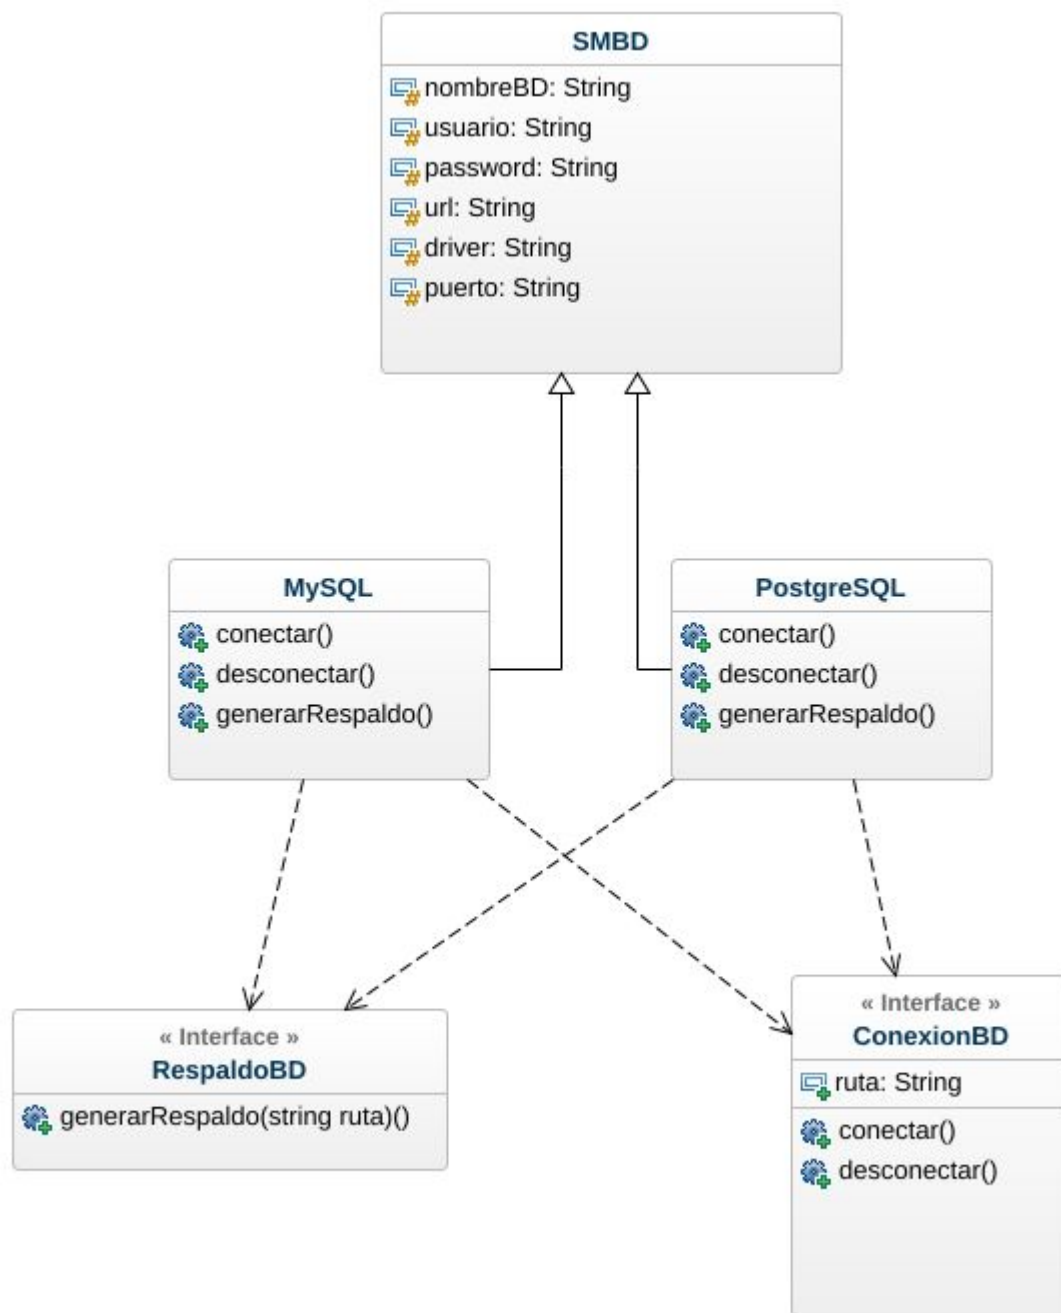 SMBD
nombreBD: String
usuario: String
password: String
url: String
driver: String
puerto: String
MySQL
conectar()
desconectar()
generarRespaldo()
PostgreSQL
conectar()
desconectar()
generarRespaldo()
« Interface »
RespaldoBD
generarRespaldo(string ruta)()
« Interface »
ConexionBD
ruta: String
conectar()
desconectar()